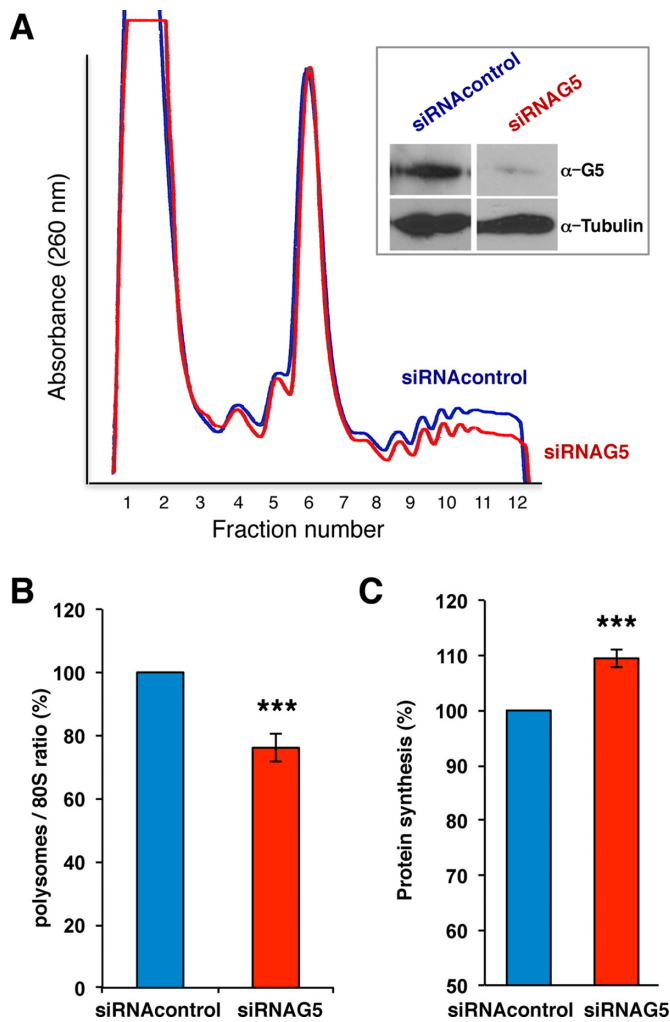 A
Absorbance (260 nm)
siRNAcontrol
siRNAG5
α-G5
α-Tubulin
siRNAcontrol
siRNAG5
1 2 3 4 5 6 7 8 9 10 11 12
Fraction number
B
polysomes / 80S ratio (%)
120
100
80
60
40
20
0
***
siRNAcontrol siRNAG5
C
Protein synthesis (%)
120
110
100
90
80
70
60
50
***
siRNAcontrol siRNAG5